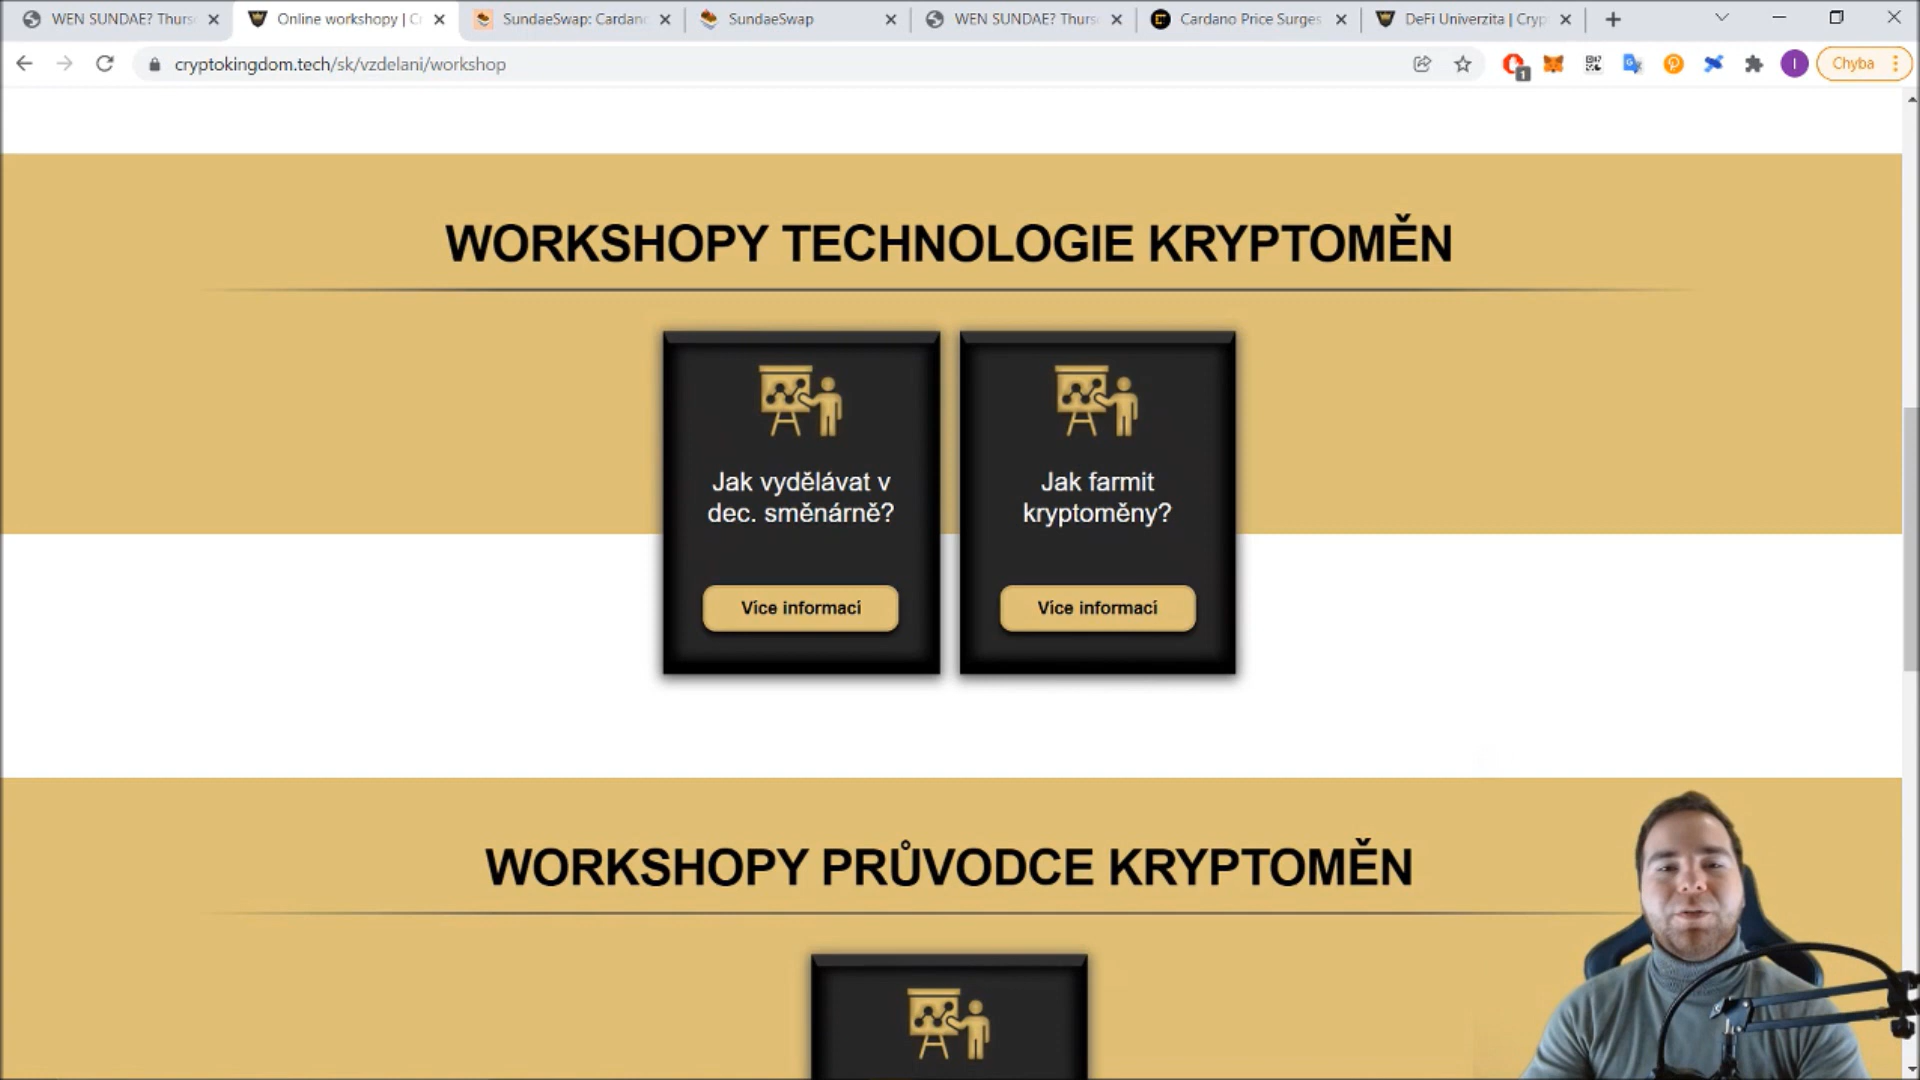 WEN SUNDAE? Thurs
Online workshopy | C
SundaeSwap: Cardano
SundaeSwap
WEN SUNDAE? Thurs
Cardano Price Surges
DeFi Univerzita | Cryp
cryptokingdom.tech/sk/vzdelani/workshop
1
I
Chyba
WORKSHOPY TECHNOLOGIE KRYPTOMĚN
Jak vydělávat v
dec. směnárně?
Více informací
Jak farmit
kryptoměny?
Více informací
WORKSHOPY PRŮVODCE KRYPTOMĚN